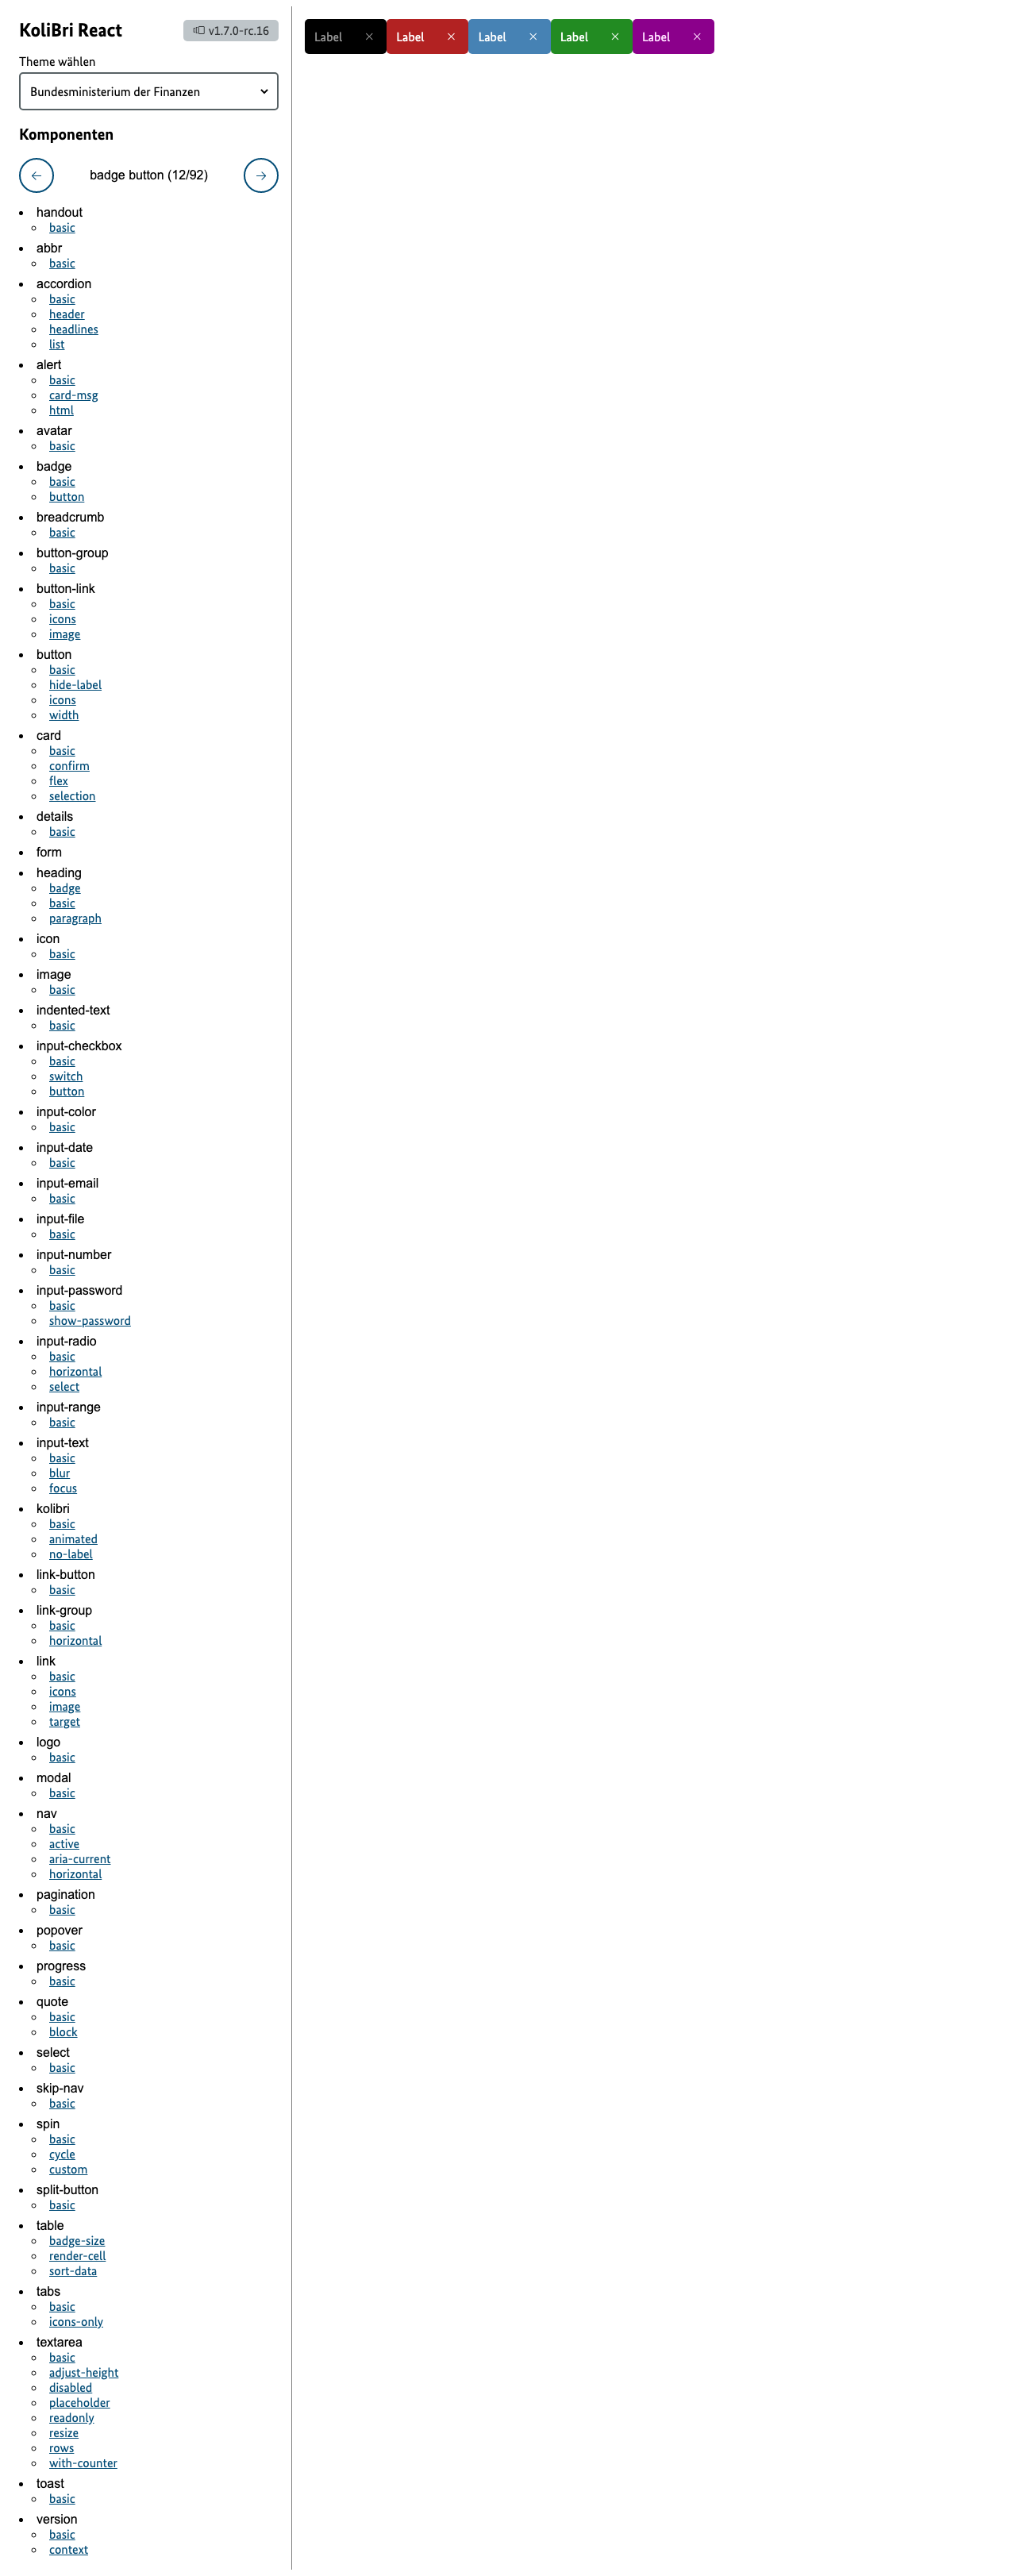 KoliBri React
v1.7.0-rc.16
Theme wählen
Bundesministerium der Finanzen
Komponenten
badge button (12/92)
handout
basic
abbr
basic
accordion
basic
header
headlines
list
alert
basic
card-msg
html
avatar
basic
badge
basic
button
breadcrumb
basic
button-group
basic
button-link
basic
icons
image
button
basic
hide-label
icons
width
card
basic
confirm
flex
selection
details
basic
form
heading
badge
basic
paragraph
icon
basic
image
basic
indented-text
basic
input-checkbox
basic
switch
button
input-color
basic
input-date
basic
input-email
basic
input-file
basic
input-number
basic
input-password
basic
show-password
input-radio
basic
horizontal
select
input-range
basic
input-text
basic
blur
focus
kolibri
basic
animated
no-label
link-button
basic
link-group
basic
horizontal
link
basic
icons
image
target
logo
basic
modal
basic
nav
basic
active
aria-current
horizontal
pagination
basic
popover
basic
progress
basic
quote
basic
block
select
basic
skip-nav
basic
spin
basic
cycle
custom
split-button
basic
table
badge-size
render-cell
sort-data
tabs
basic
icons-only
textarea
basic
adjust-height
disabled
placeholder
readonly
resize
rows
with-counter
toast
basic
version
basic
context
Label Label Label Label Label